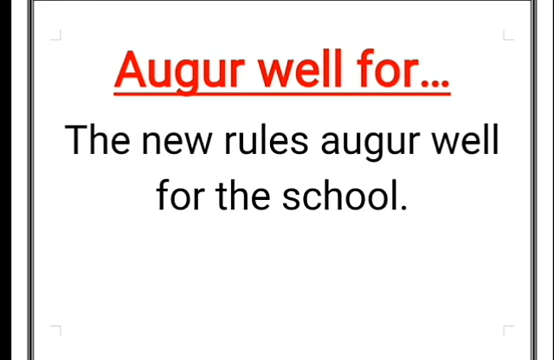 Augur well for...
The new rules augur well
for the school.